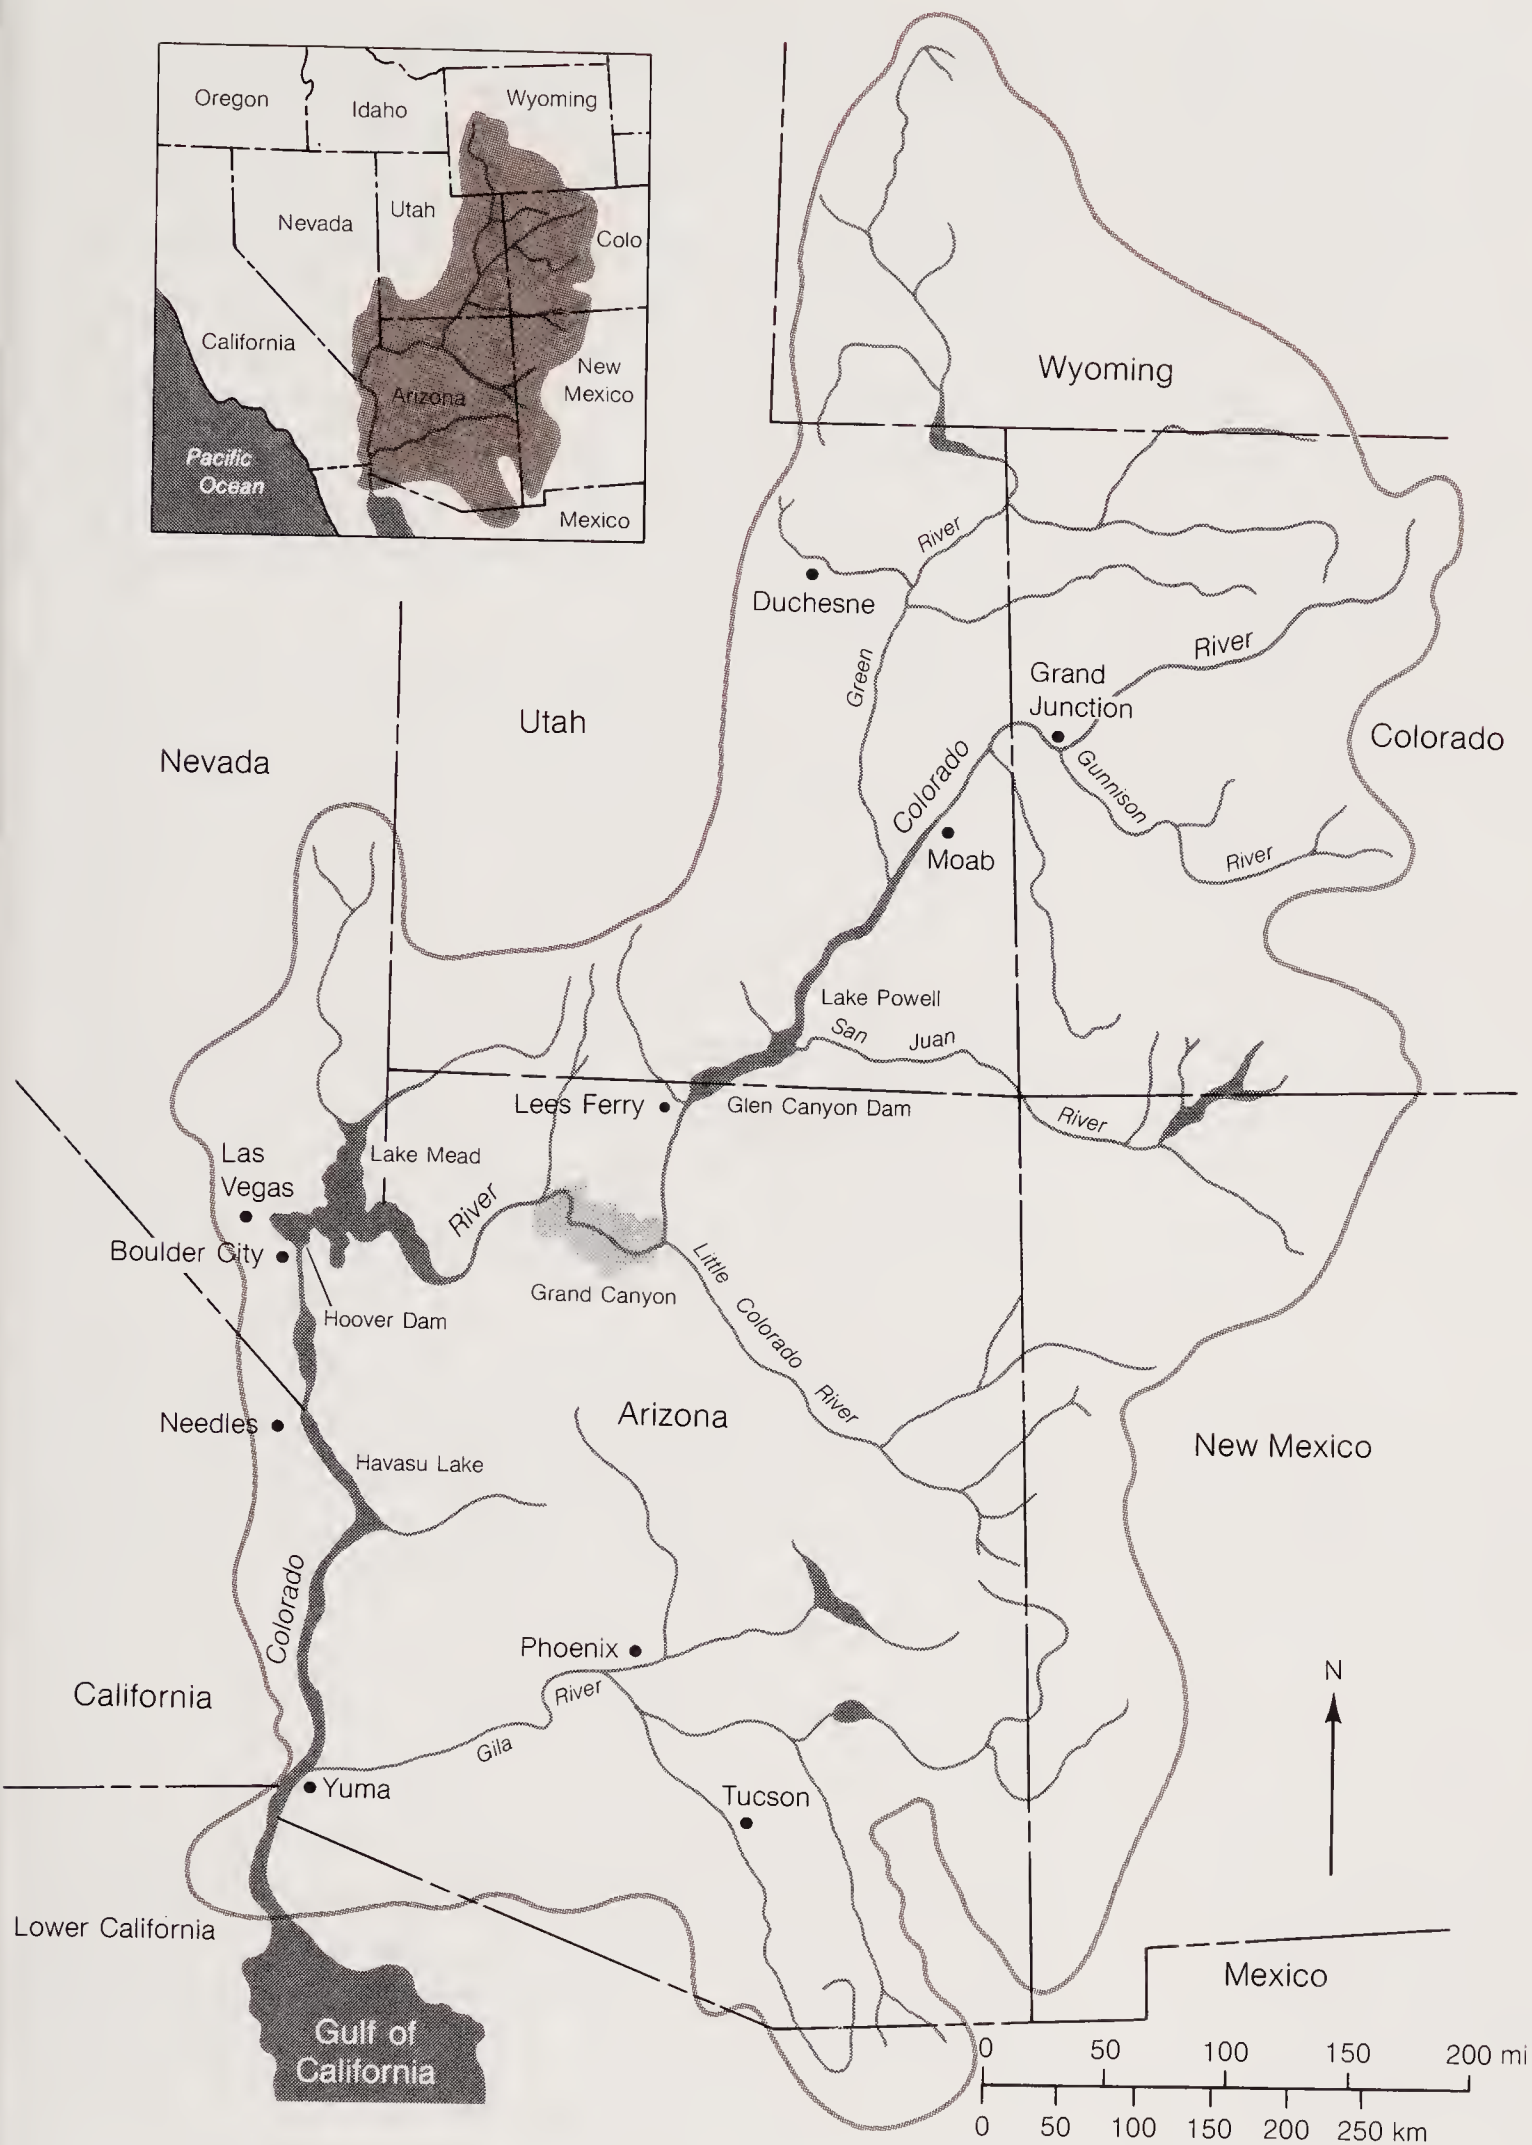 Oregon
Idaho
Wyoming
Nevada
Utah
Colo
California
Arizona
New
Mexico
Pacific
Ocean
Mexico
Wyoming
River
Duchesne
Green
River
Grand
Junction
Utah
Nevada
Colorado
Colorado
Gunnison
River
Moab
Lake Powell
San Juan
River
Lees Ferry
Glen Canyon Dam
Las
Vegas
Lake Mead
River
Boulder City
Grand Canyon
Hoover Dam
Little Colorado River
Needles
Arizona
New Mexico
Havasu Lake
Colorado
Phoenix
River
Gila
California
N
Yuma
Tucson
Lower California
Mexico
Gulf of
California
0 50 100 150 200 mi
0 50 100 150 200 250 km